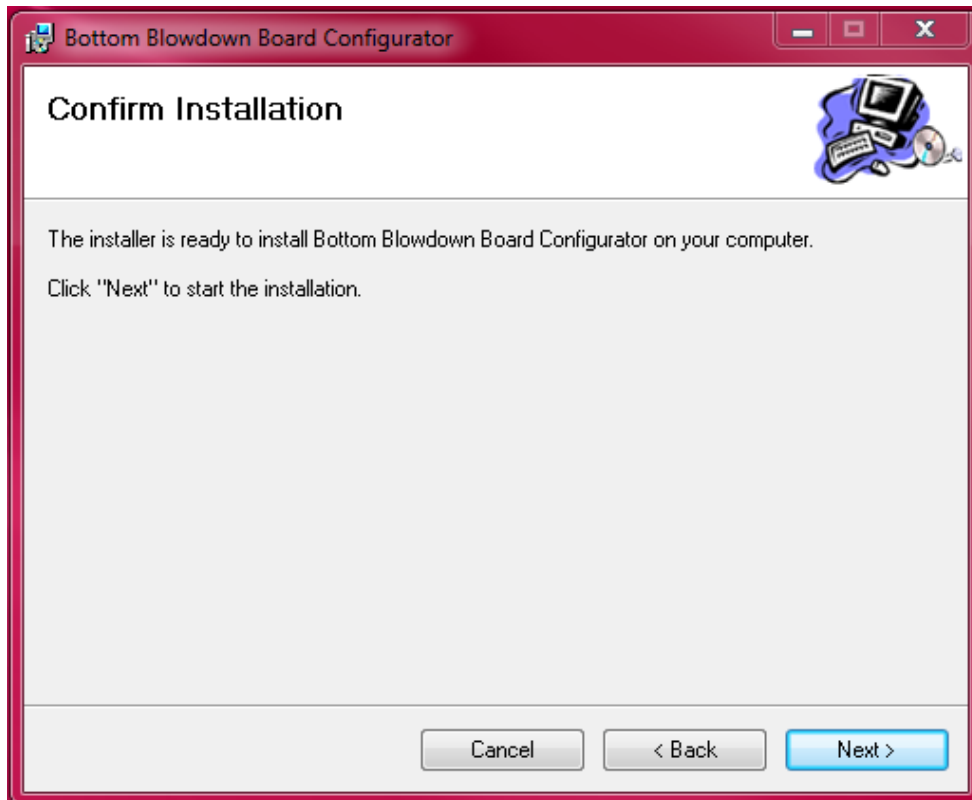 Bottom Blowdown Board Configurator
Confirm Installation
The installer is ready to install Bottom Blowdown Board Configurator on your computer.
Click "Next" to start the installation.
Cancel
< Back
Next >